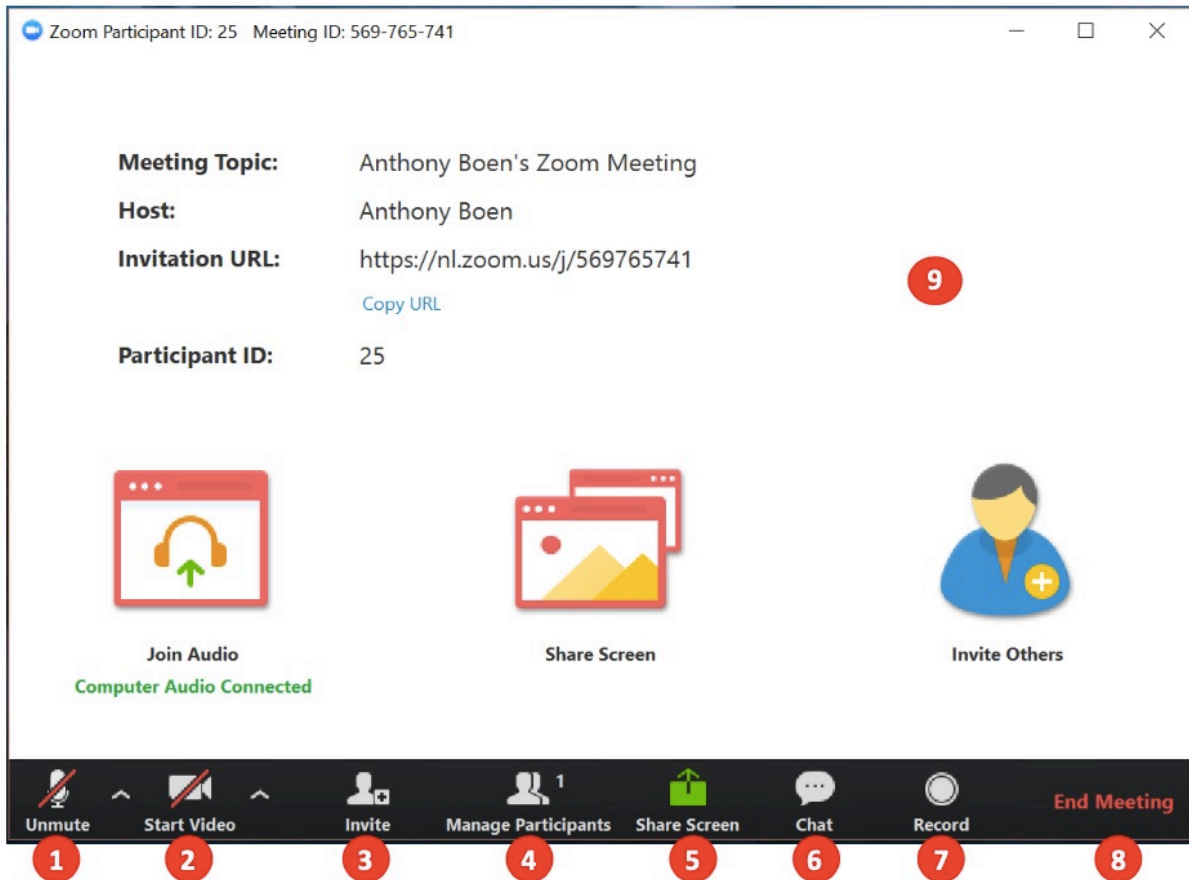 Zoom Participant ID: 25 Meeting ID: 569-765-741
Meeting Topic: Anthony Boen's Zoom Meeting
Host: Anthony Boen
Invitation URL: https://nl.zoom.us/j/569765741
9
Copy URL
Participant ID: 25
Join Audio
Share Screen
Invite Others
Computer Audio Connected
1
Unmute
Start Video
Invite
Manage Participants
Share Screen
Chat
Record
End Meeting
1
2
3
4
5
6
7
8